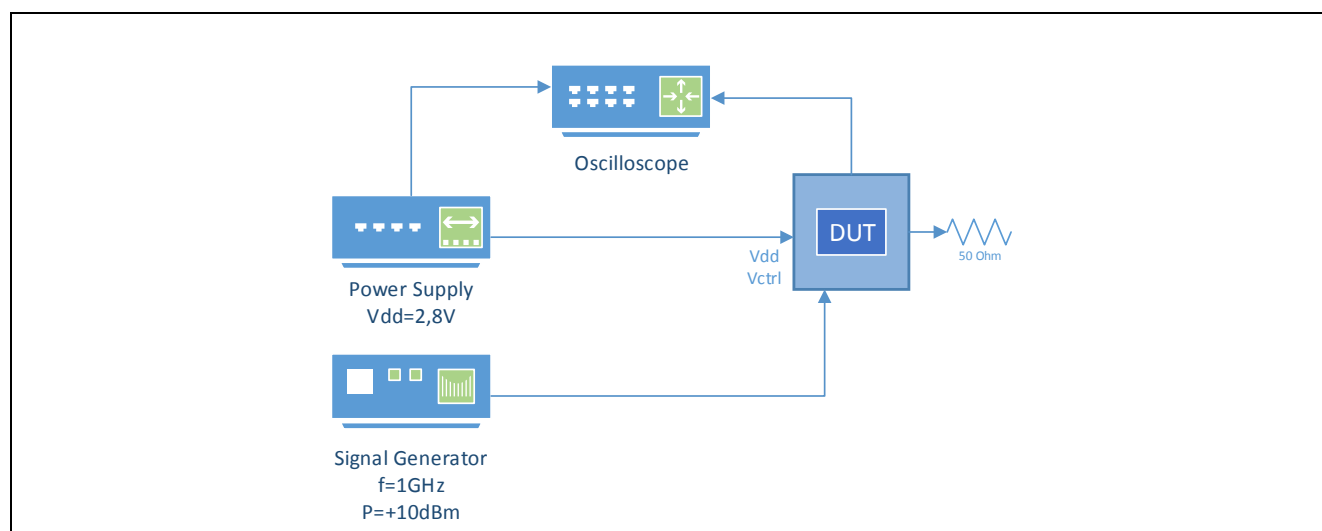 Oscilloscope
DUT
Vdd
Vctrl
50 Ohm
Power Supply
Vdd=2,8V
Signal Generator
f=1GHz
P=+10dBm